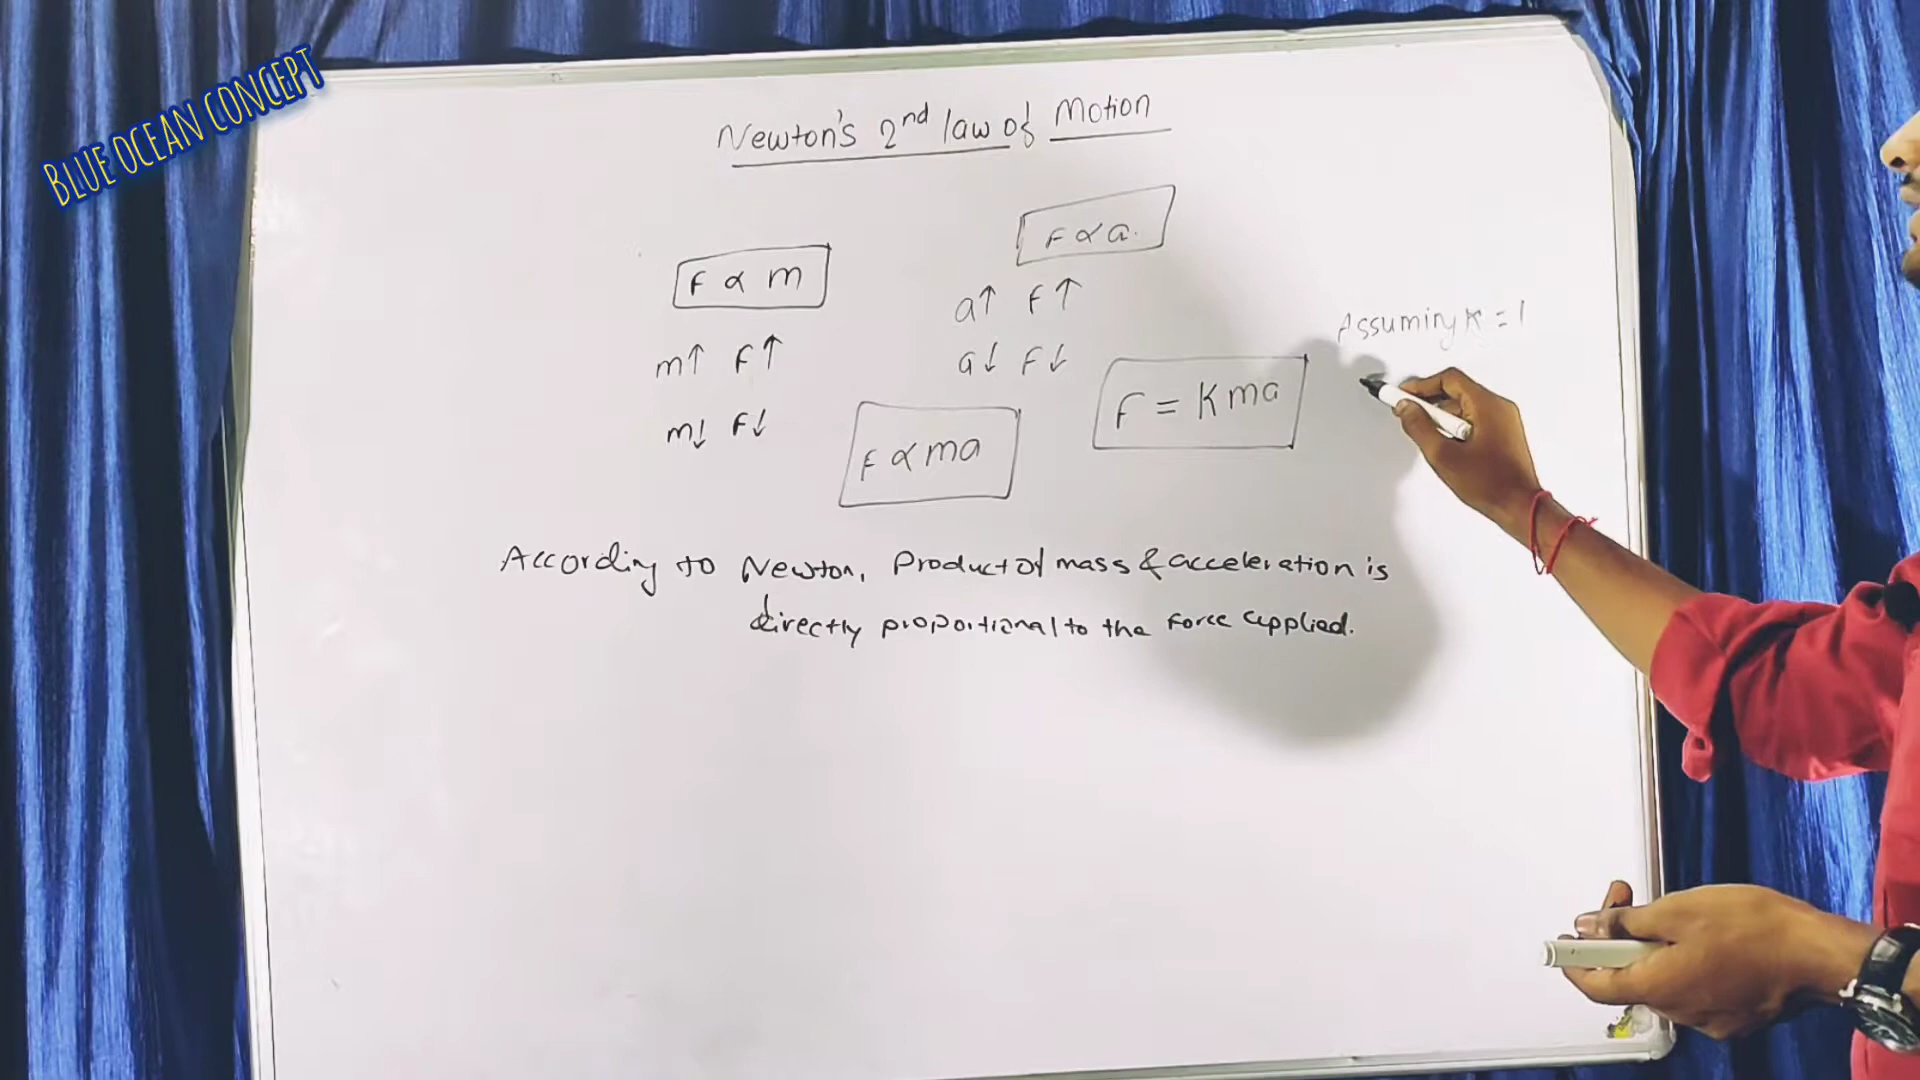 BLUE OCEAN CONCEPT
Newton's 2nd law of Motion
F ∝ m
m↑ F↑
m↓ F↓
F ∝ a.
a↑ F↑
a↓ F↓
F ∝ ma
Assuming K = 1
F = Kma
According to Newton, Product of mass & acceleration is
directly proportional to the Force applied.